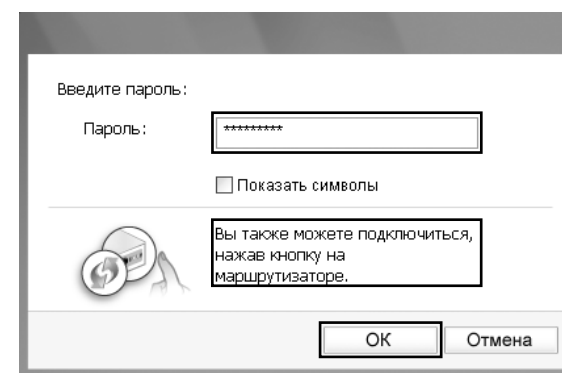 Введите пароль:
Пароль:
*********
Показать символы
Вы также можете подключиться,
нажав кнопку на
маршрутизаторе.
ОК
Отмена